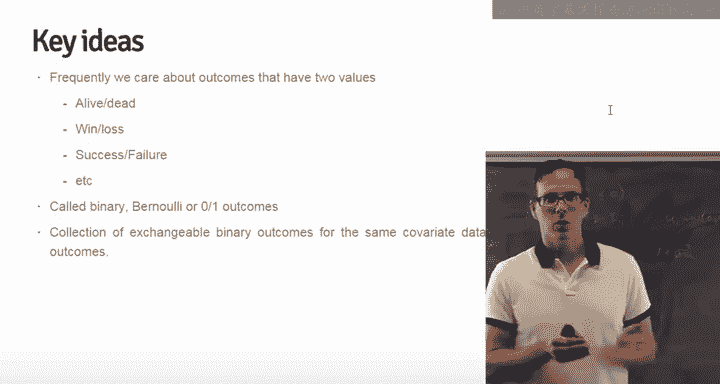 Key ideas
· Frequently we care about outcomes that have two values
- Alive/dead
- Win/loss
- Success/Failure
- etc
· Called binary, Bernoulli or 0/1 outcomes
· Collection of exchangeable binary outcomes for the same covariate data
outcomes.